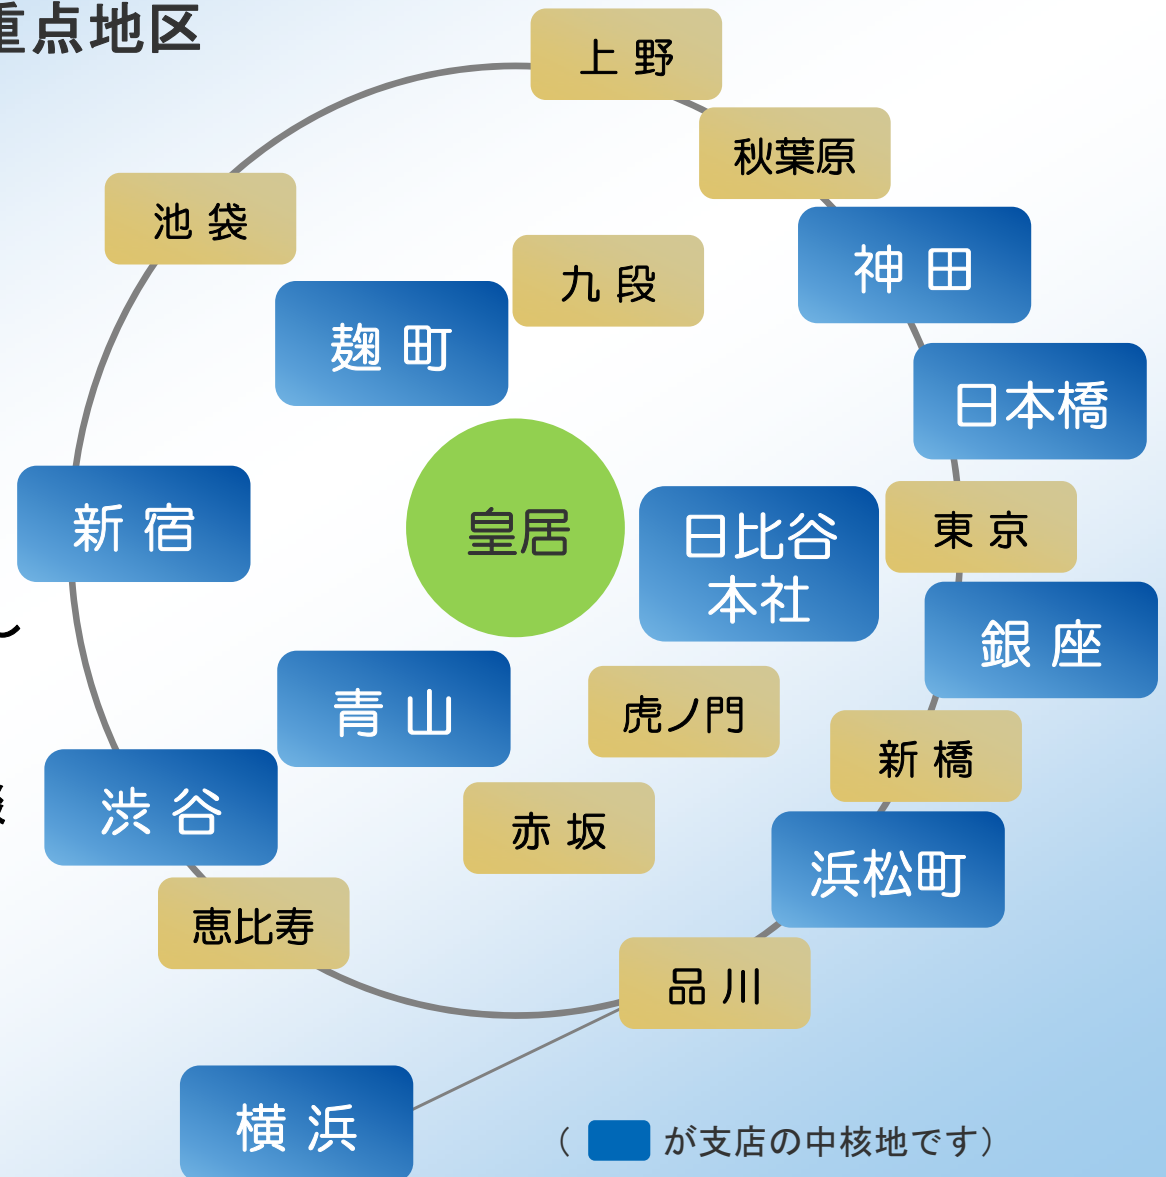 重点地区
上 野
秋葉原
池 袋
九 段
神 田
麹 町
日本橋
新 宿
皇居
日比谷
本社
東 京
銀 座
青 山
虎ノ門
新 橋
渋 谷
赤 坂
浜松町
恵比寿
品 川
横 浜
（ が支店の中核地です）